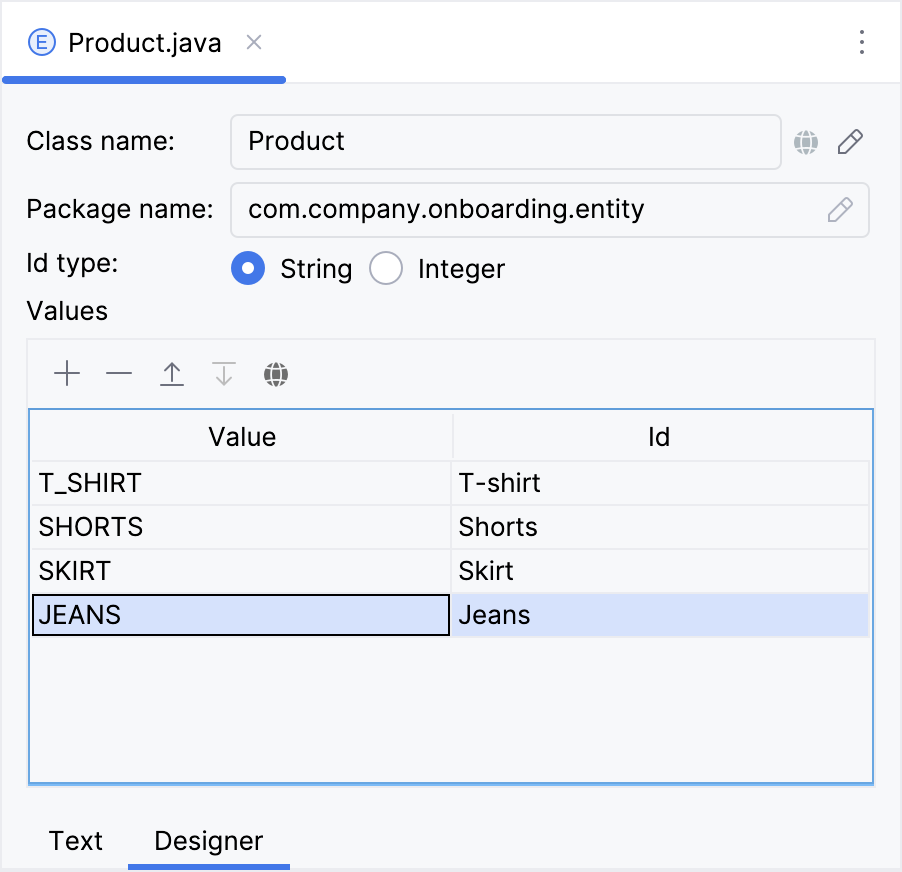 E Product.java
Class name: Product
Package name: com.company.onboarding.entity
Id type: String Integer
Values
Value Id
T_SHIRT T-shirt
SHORTS Shorts
SKIRT Skirt
JEANS Jeans
Text Designer